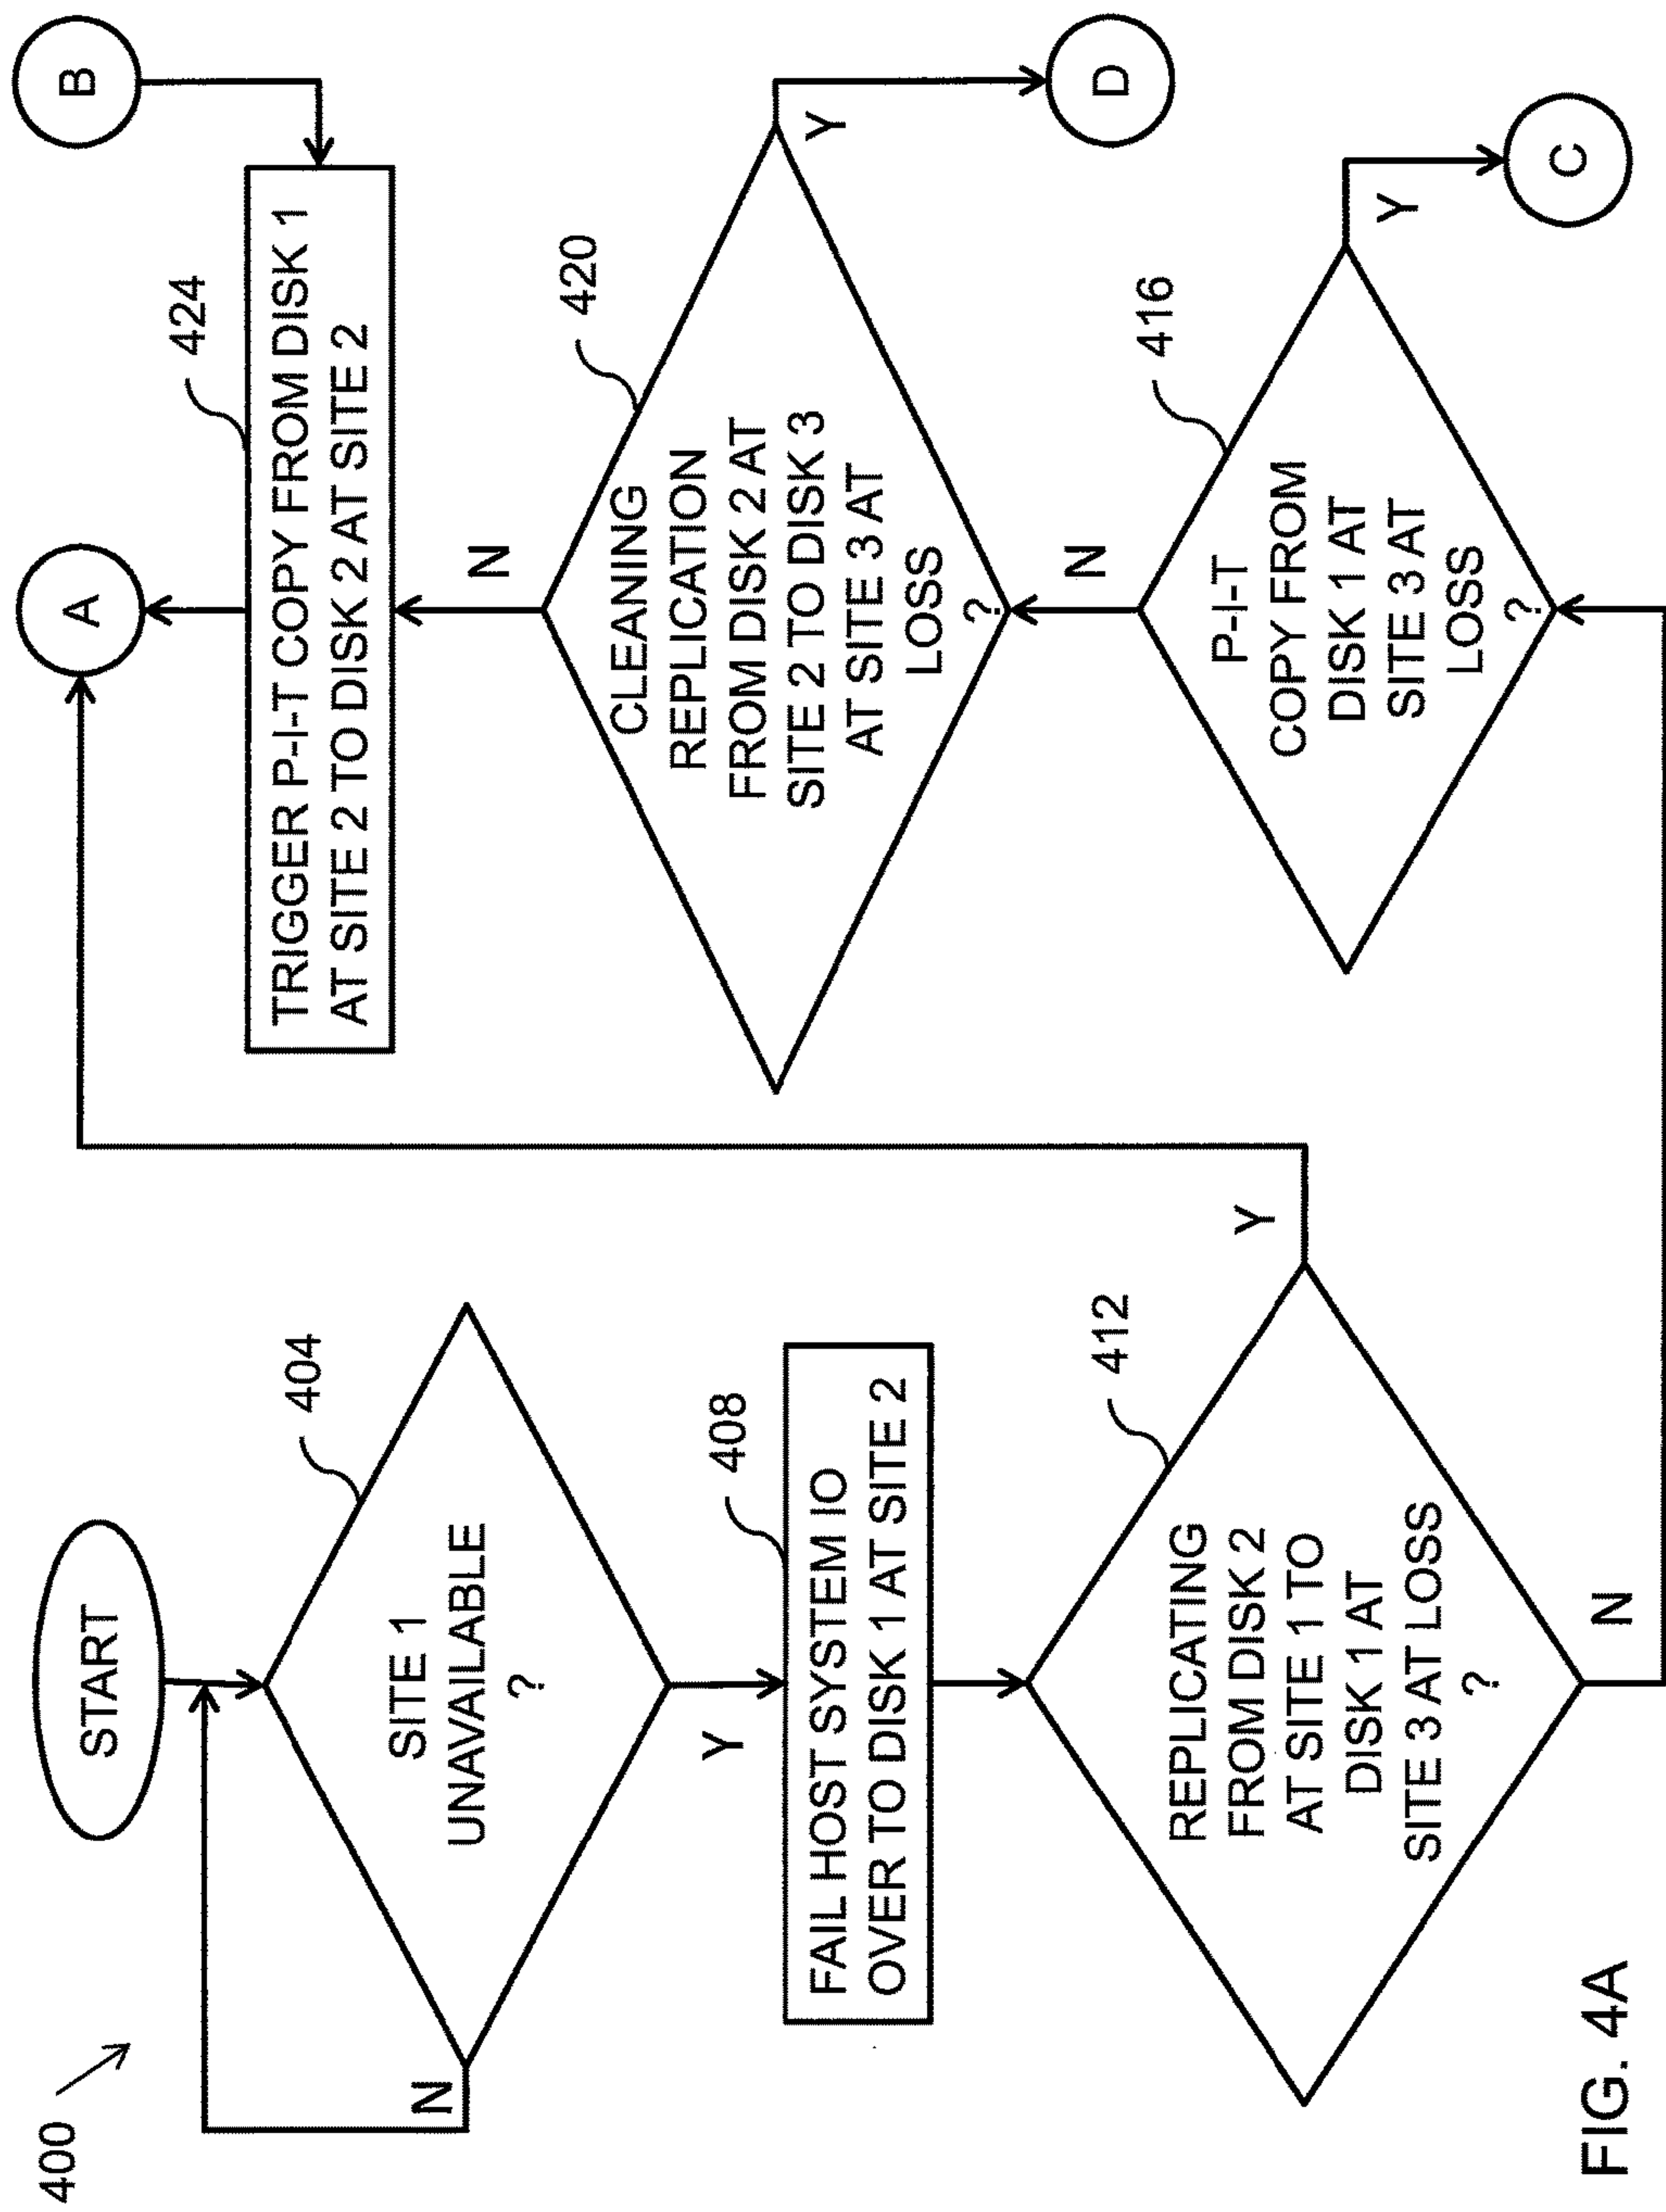 400
START
404
SITE 1
UNAVAILABLE
?
N
Y
408
FAIL HOST SYSTEM IO
OVER TO DISK 1 AT SITE 2
412
REPLICATING
FROM DISK 2
AT SITE 1 TO
DISK 1 AT
SITE 3 AT LOSS
?
Y
N
A
B
424
TRIGGER P-I-T COPY FROM DISK 1
AT SITE 2 TO DISK 2 AT SITE 2
N
420
CLEANING
REPLICATION
FROM DISK 2 AT
SITE 2 TO DISK 3
AT SITE 3 AT
LOSS
?
Y
D
N
416
P-I-T
COPY FROM
DISK 1 AT
SITE 3 AT
LOSS
?
Y
C
FIG. 4A